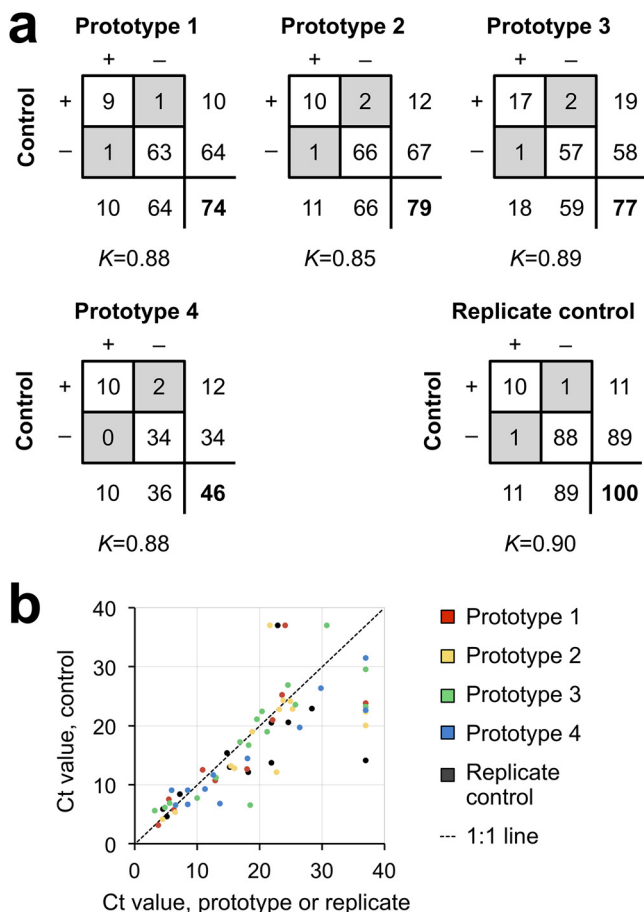 a
Prototype 1
Prototype 2
Prototype 3
+ –
+ –
+ –
Control
+ 9 1 10
– 1 63 64
10 64 74
K=0.88
+ 10 2 12
– 1 66 67
11 66 79
K=0.85
+ 17 2 19
– 1 57 58
18 59 77
K=0.89
Prototype 4
+ –
Control
+ 10 2 12
– 0 34 34
10 36 46
K=0.88
Replicate control
+ –
Control
+ 10 1 11
– 1 88 89
11 89 100
K=0.90
b
Ct value, control
40
30
20
10
0
0 10 20 30 40
Ct value, prototype or replicate
Prototype 1
Prototype 2
Prototype 3
Prototype 4
Replicate
control
1:1 line